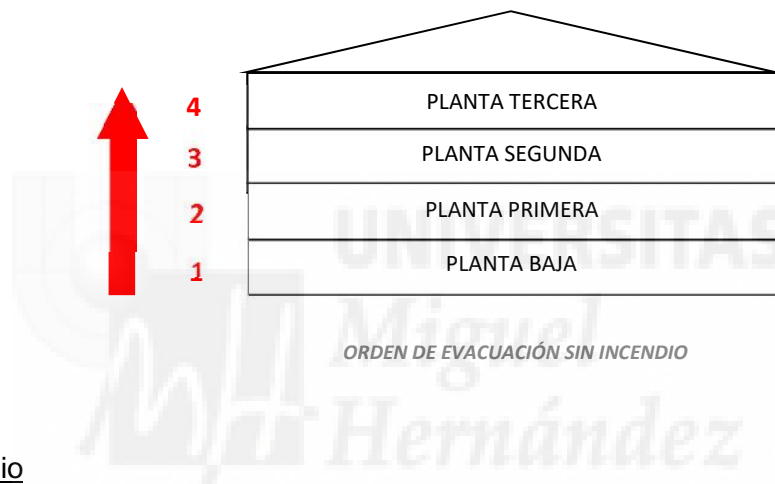 4 PLANTA TERCERA
3 PLANTA SEGUNDA
2 PLANTA PRIMERA
1 PLANTA BAJA
UNIVERSITAS
Miguel
ORDEN DE EVACUACIÓN SIN INCENDIO
Hernández
io